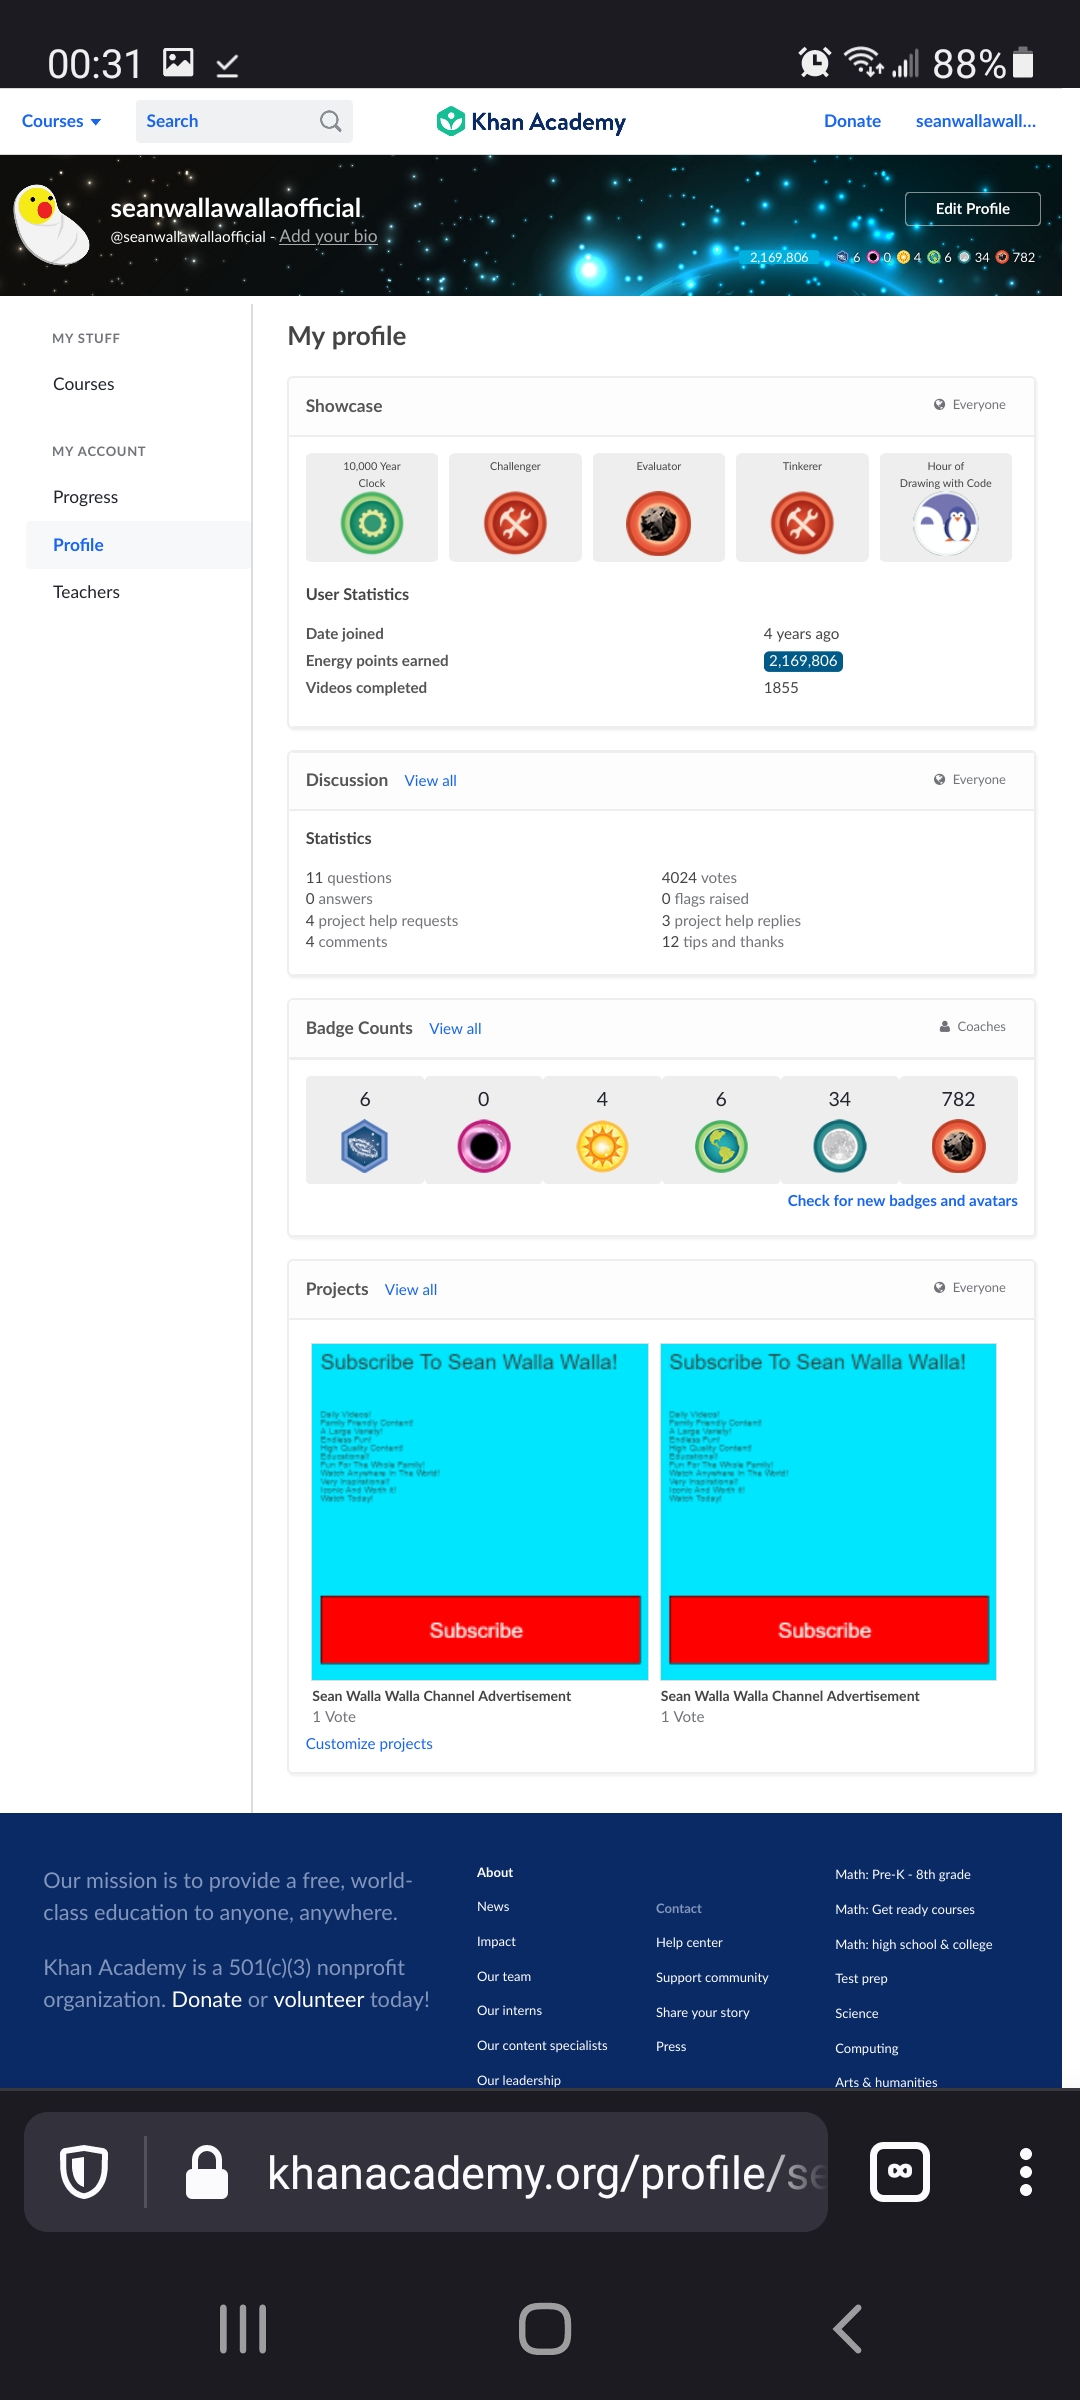 00:31
88%
Courses
Search
Khan Academy
Donate
seanwallawall...
seanwallawallaofficial
@seanwallawallaofficial - Add your bio
Edit Profile
2,169,806 6 0 4 6 34 782
MY STUFF
Courses
MY ACCOUNT
Progress
Profile
Teachers
My profile
Showcase
Everyone
10,000 Year
Clock
Challenger
Evaluator
Tinkerer
Hour of
Drawing with Code
User Statistics
Date joined 4 years ago
Energy points earned 2,169,806
Videos completed 1855
Discussion View all
Everyone
Statistics
11 questions
0 answers
4 project help requests
4 comments
4024 votes
0 flags raised
3 project help replies
12 tips and thanks
Badge Counts View all
Coaches
6 0 4 6 34 782
Check for new badges and avatars
Projects View all
Everyone
Subscribe To Sean Walla Walla!
Daily Videos!
Family Friendly Content!
A Large Variety!
Endless Fun!
High Quality Content!
Educational!
Fun For The Whole Family!
Watch Anywhere In The World!
Very Inspirational!
Iconic And Worth It!
Watch Today!
Subscribe
Sean Walla Walla Channel Advertisement
1 Vote
Subscribe To Sean Walla Walla!
Daily Videos!
Family Friendly Content!
A Large Variety!
Endless Fun!
High Quality Content!
Educational!
Fun For The Whole Family!
Watch Anywhere In The World!
Very Inspirational!
Iconic And Worth It!
Watch Today!
Subscribe
Sean Walla Walla Channel Advertisement
1 Vote
Customize projects
Our mission is to provide a free, world-
class education to anyone, anywhere.
Khan Academy is a 501(c)(3) nonprofit
organization. Donate or volunteer today!
About
News
Impact
Our team
Our interns
Our content specialists
Our leadership
Contact
Help center
Support community
Share your story
Press
Math: Pre-K - 8th grade
Math: Get ready courses
Math: high school & college
Test prep
Science
Computing
Arts & humanities
khanacademy.org/profile/se